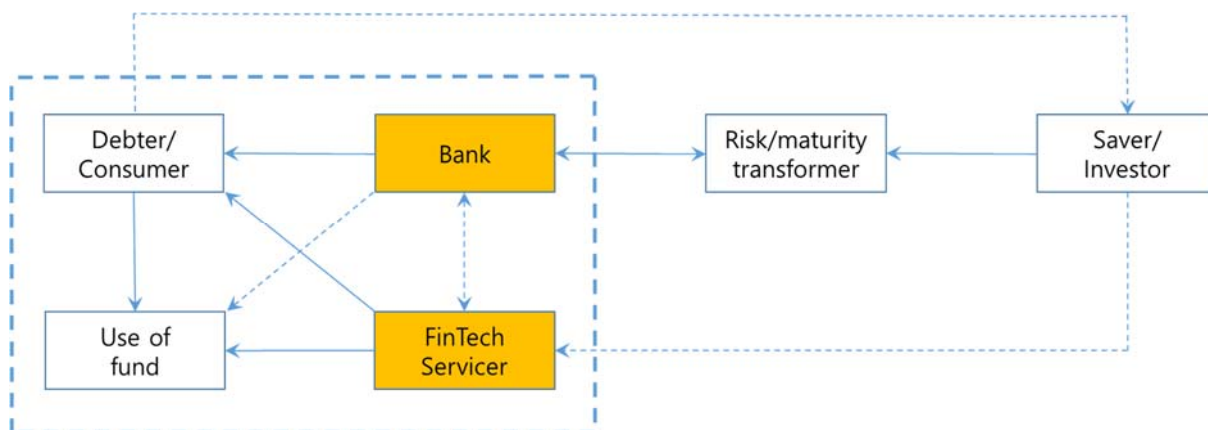 Debter/
Consumer
Bank
Risk/maturity
transformer
Saver/
Investor
Use of
fund
FinTech
Servicer